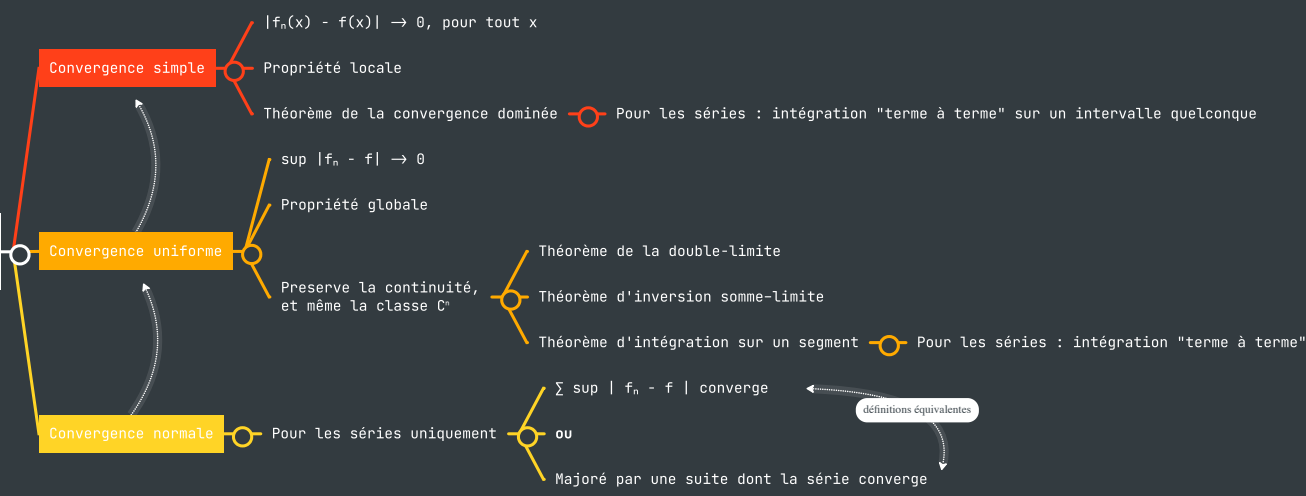 |fₙ(x) - f(x)| → 0, pour tout x
Convergence simple
Propriété locale
Théorème de la convergence dominée
Pour les séries : intégration "terme à terme" sur un intervalle quelconque
sup |fₙ - f| → 0
Propriété globale
Convergence uniforme
Preserve la continuité,
et même la classe Cⁿ
Théorème de la double-limite
Théorème d'inversion somme-limite
Théorème d'intégration sur un segment
Pour les séries : intégration "terme à terme"
Convergence normale
Pour les séries uniquement
∑ sup | fₙ - f | converge
définitions équivalentes
ou
Majoré par une suite dont la série converge